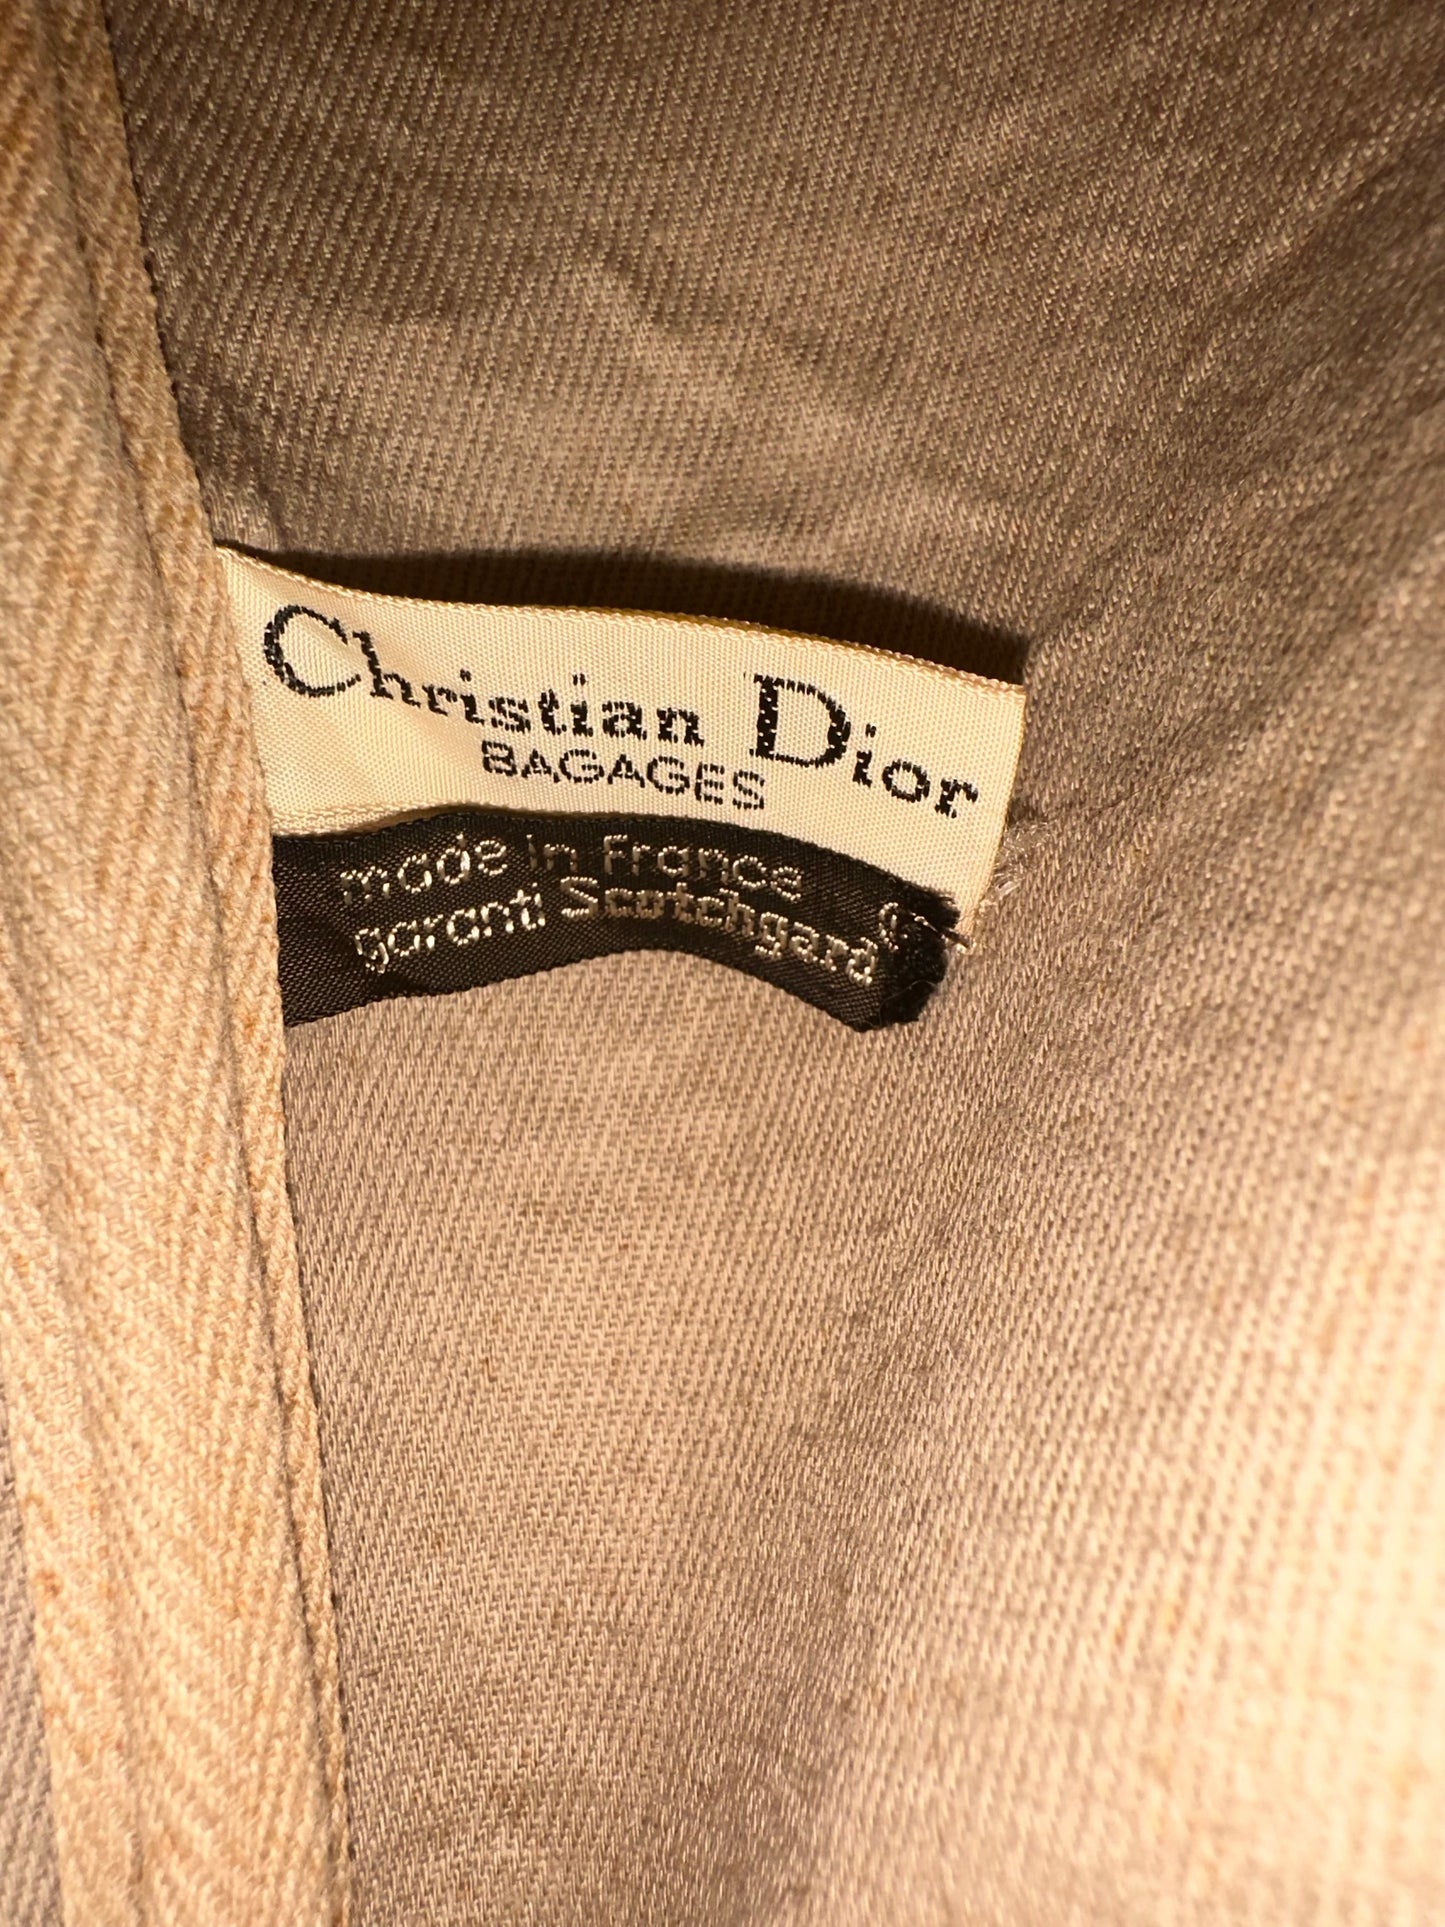 Christian Dior
BAGAGES
made in France
garanti Scotchgard